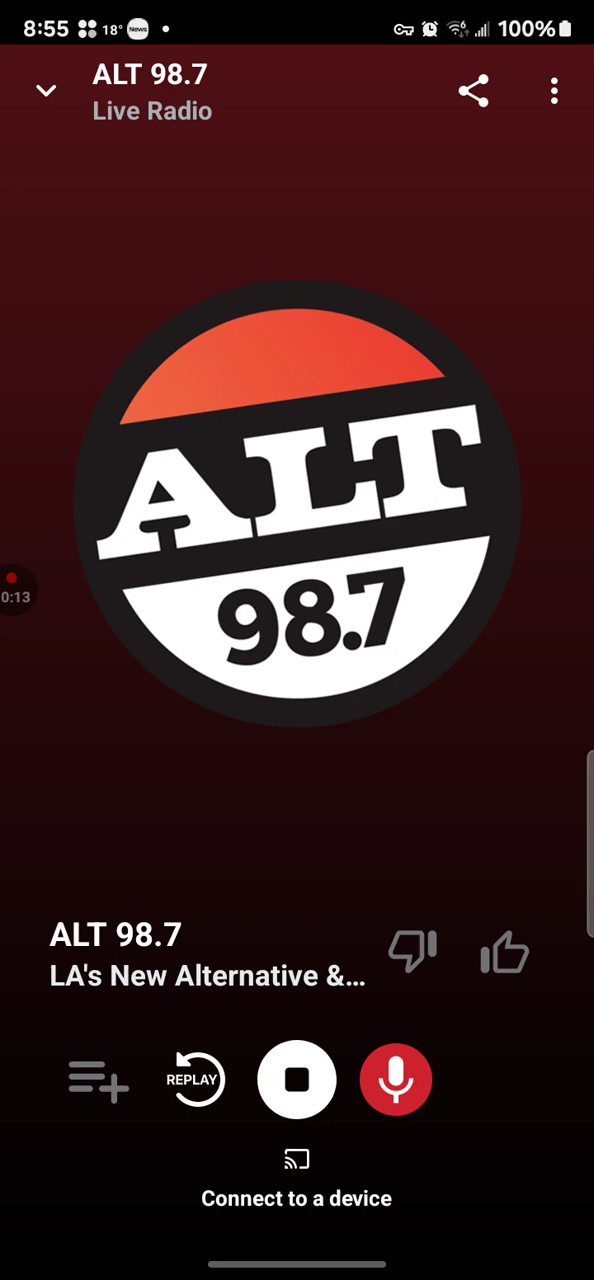 8:55 18° News 100%
ALT 98.7
Live Radio
ALT
98.7
0:13
ALT 98.7
LA's New Alternative &...
REPLAY
Connect to a device